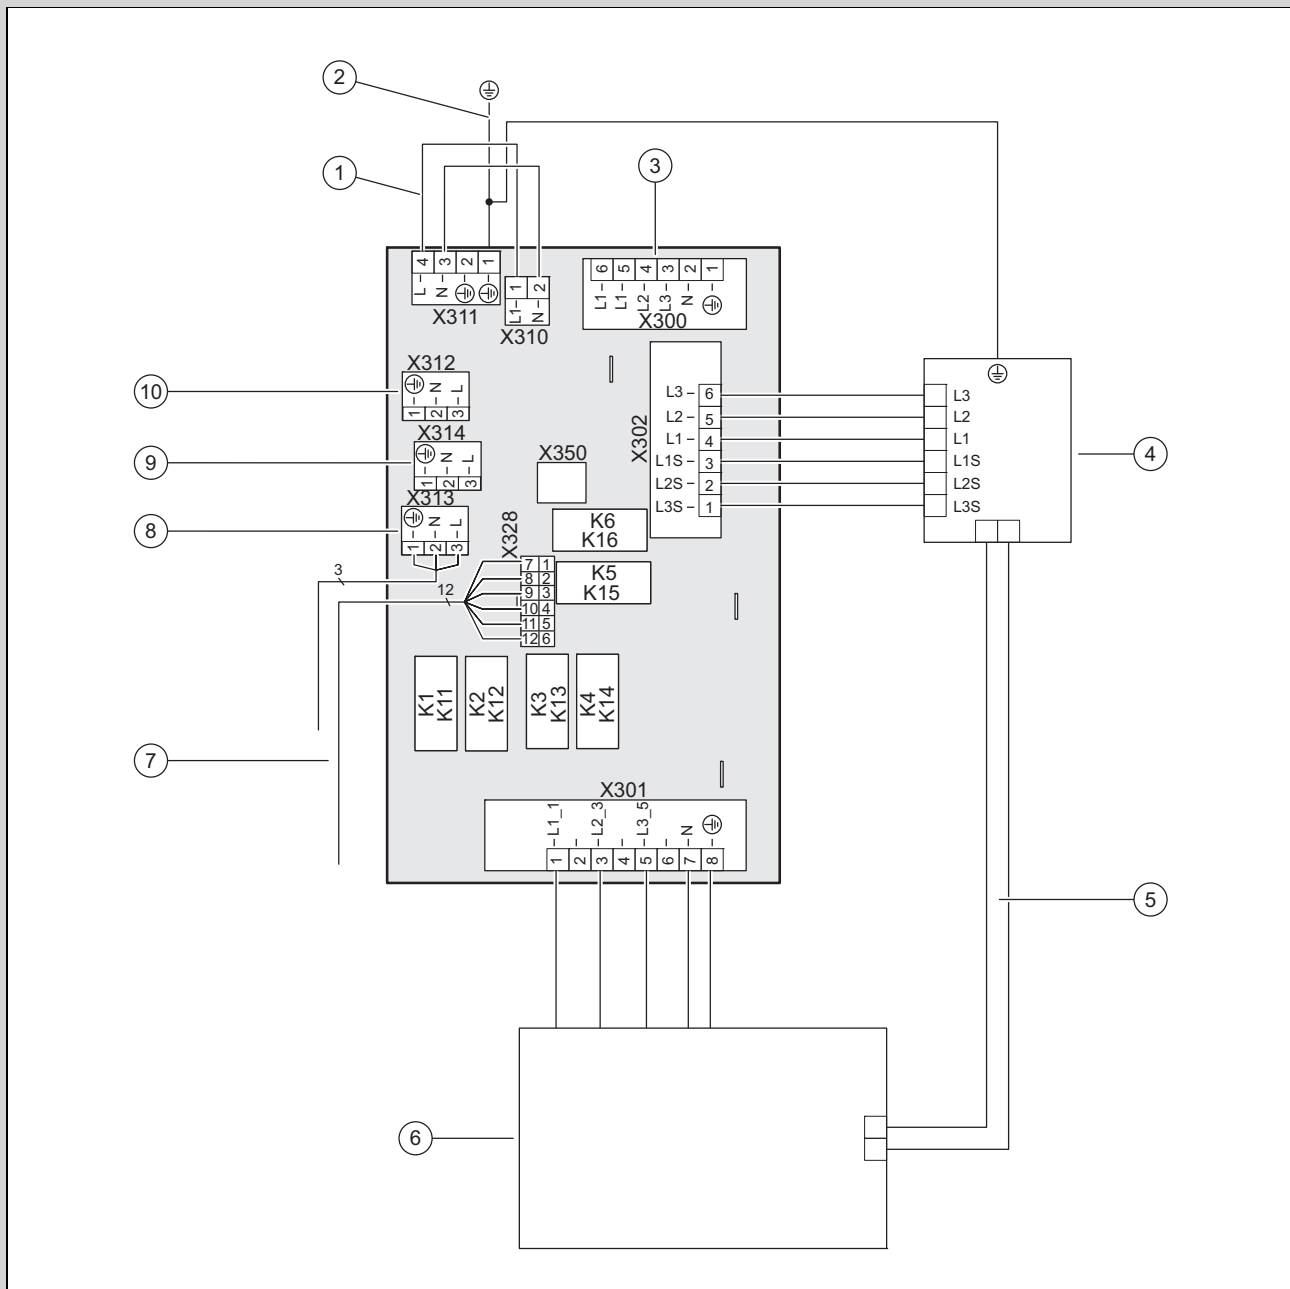 2
1
3
4 3 2 1
L – N – – –
X311
1 2
L1 – N –
X310
6 5 4 3 2 1
L1 – L1 – L2 – L3 – N – –
X300
X312
– N – L –
1 2 3
10
X314
– N – L –
1 2 3
9
X313
– N – L –
1 2 3
8
X350
X302
L3 – 6
L2 – 5
L1 – 4
L1S – 3
L2S – 2
L3S – 1
L3
L2
L1
L1S
L2S
L3S
4
K6
K16
K5
K15
X328
7 1
8 2
9 3
10 4
11 5
12 6
3
12
K1
K11
K2
K12
K3
K13
K4
K14
7
X301
– L1_1 – – L2_3 – – L3_5 – – N –
1 2 3 4 5 6 7 8
5
6